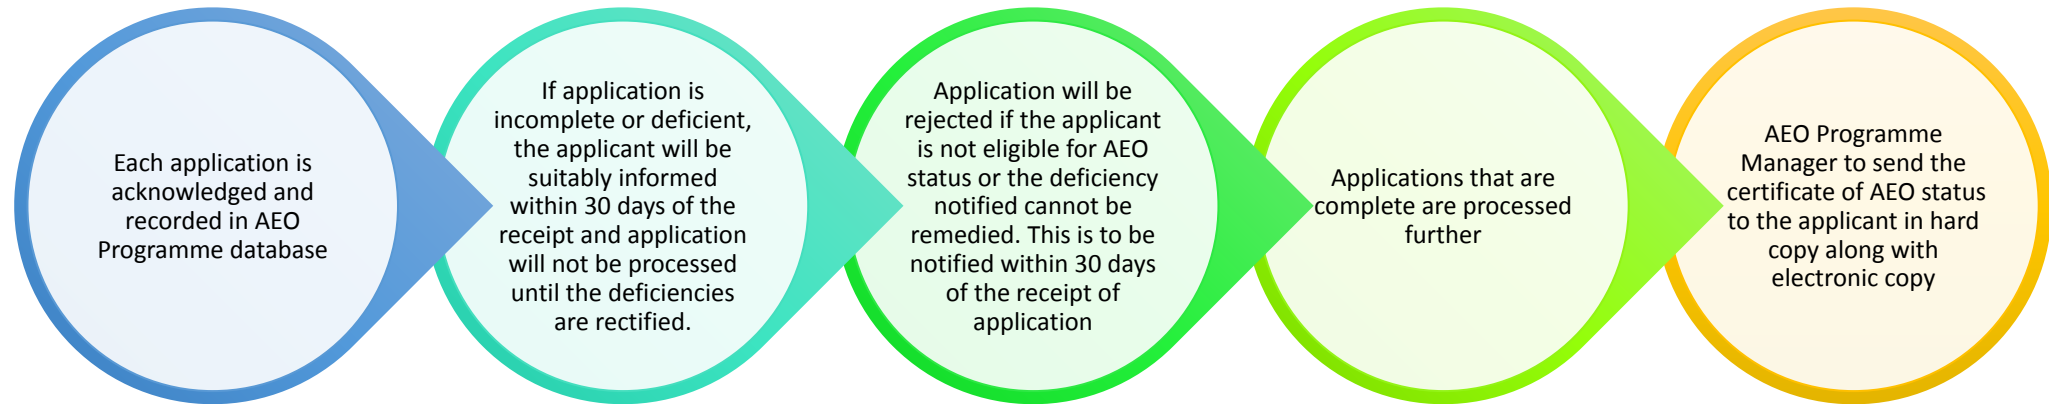 Each application is
acknowledged and
recorded in AEO
Programme database
If application is
incomplete or deficient,
the applicant will be
suitably informed
within 30 days of the
receipt and application
will not be processed
until the deficiencies
are rectified.
Application will be
rejected if the applicant
is not eligible for AEO
status or the deficiency
notified cannot be
remedied. This is to be
notified within 30 days
of the receipt of
application
Applications that are
complete are processed
further
AEO Programme
Manager to send the
certificate of AEO status
to the applicant in hard
copy along with
electronic copy